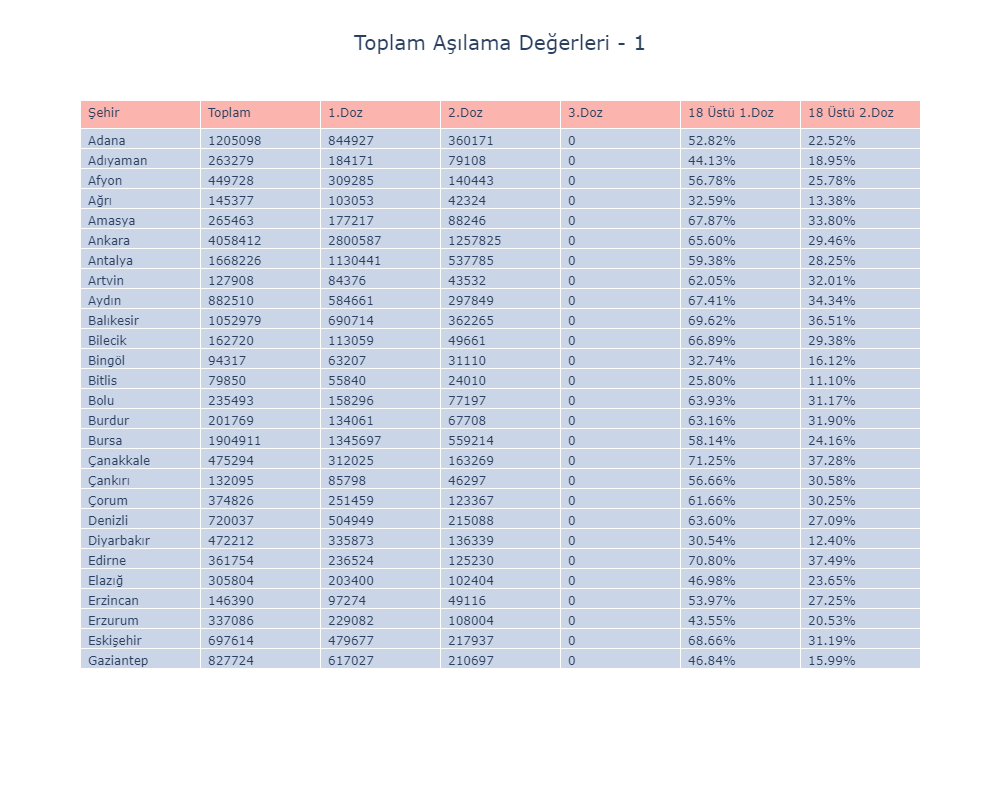 Toplam Aşılama Değerleri - 1
Şehir Toplam 1.Doz 2.Doz 3.Doz 18 Üstü 1.Doz 18 Üstü 2.Doz
Adana 1205098 844927 360171 0 52.82% 22.52%
Adıyaman 263279 184171 79108 0 44.13% 18.95%
Afyon 449728 309285 140443 0 56.78% 25.78%
Ağrı 145377 103053 42324 0 32.59% 13.38%
Amasya 265463 177217 88246 0 67.87% 33.80%
Ankara 4058412 2800587 1257825 0 65.60% 29.46%
Antalya 1668226 1130441 537785 0 59.38% 28.25%
Artvin 127908 84376 43532 0 62.05% 32.01%
Aydın 882510 584661 297849 0 67.41% 34.34%
Balıkesir 1052979 690714 362265 0 69.62% 36.51%
Bilecik 162720 113059 49661 0 66.89% 29.38%
Bingöl 94317 63207 31110 0 32.74% 16.12%
Bitlis 79850 55840 24010 0 25.80% 11.10%
Bolu 235493 158296 77197 0 63.93% 31.17%
Burdur 201769 134061 67708 0 63.16% 31.90%
Bursa 1904911 1345697 559214 0 58.14% 24.16%
Çanakkale 475294 312025 163269 0 71.25% 37.28%
Çankırı 132095 85798 46297 0 56.66% 30.58%
Çorum 374826 251459 123367 0 61.66% 30.25%
Denizli 720037 504949 215088 0 63.60% 27.09%
Diyarbakır 472212 335873 136339 0 30.54% 12.40%
Edirne 361754 236524 125230 0 70.80% 37.49%
Elazığ 305804 203400 102404 0 46.98% 23.65%
Erzincan 146390 97274 49116 0 53.97% 27.25%
Erzurum 337086 229082 108004 0 43.55% 20.53%
Eskişehir 697614 479677 217937 0 68.66% 31.19%
Gaziantep 827724 617027 210697 0 46.84% 15.99%